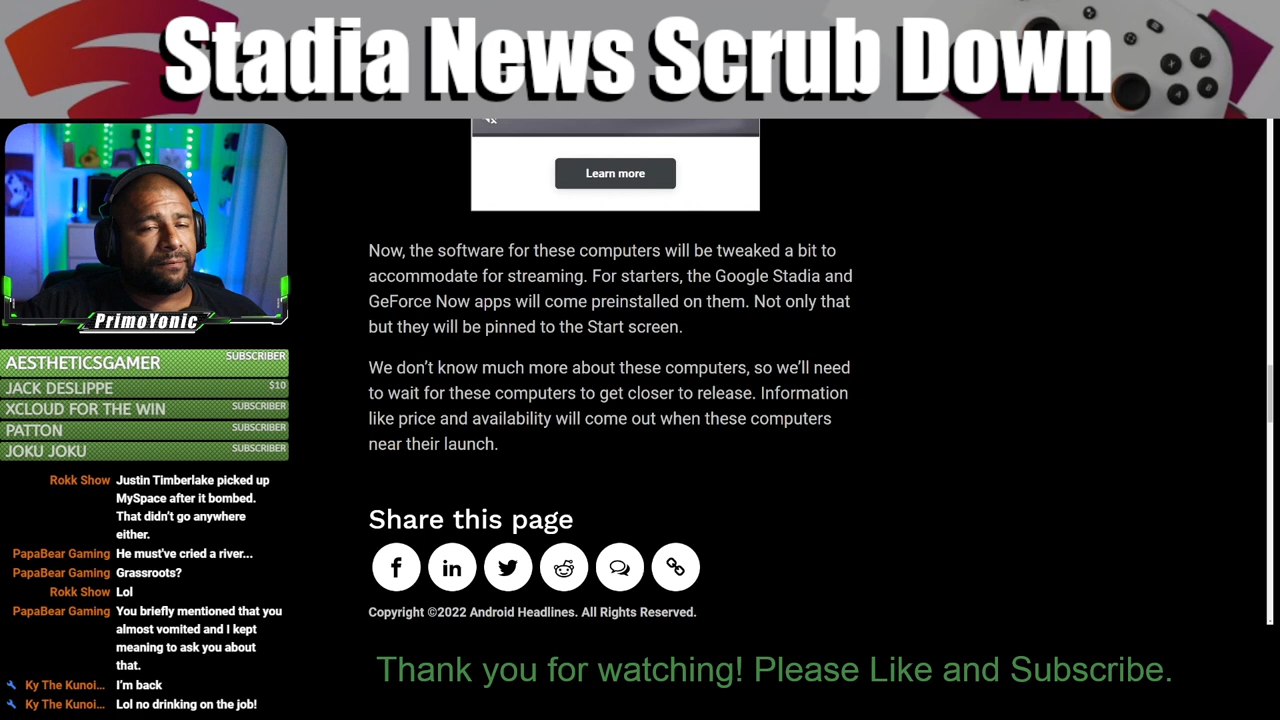 Stadia News Scrub Down
Learn more
Now, the software for these computers will be tweaked a bit to
accommodate for streaming. For starters, the Google Stadia and
GeForce Now apps will come preinstalled on them. Not only that
but they will be pinned to the Start screen.
We don't know much more about these computers, so we'll need
to wait for these computers to get closer to release. Information
like price and availability will come out when these computers
near their launch.
Share this page
Copyright ©2022 Android Headlines. All Rights Reserved.
Thank you for watching! Please Like and Subscribe.
PrimoYonic
AESTHETICSGAMER SUBSCRIBER
JACK DESLIPPE $10
XCLOUD FOR THE WIN SUBSCRIBER
PATTON SUBSCRIBER
JOKU JOKU SUBSCRIBER
Rokk Show Justin Timberlake picked up
MySpace after it bombed.
That didn't go anywhere
either.
PapaBear Gaming He must've cried a river...
PapaBear Gaming Grassroots?
Rokk Show Lol
PapaBear Gaming You briefly mentioned that you
almost vomited and I kept
meaning to ask you about
that.
Ky The Kunoi... I'm back
Ky The Kunoi... Lol no drinking on the job!